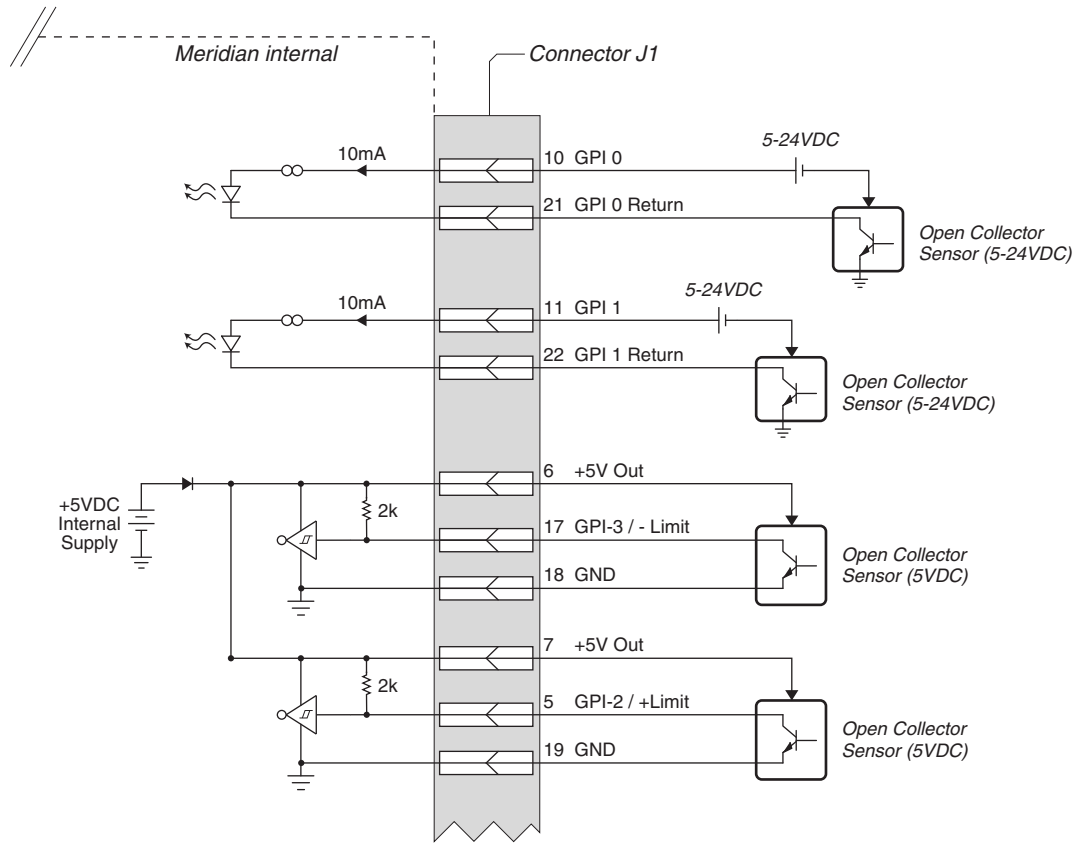 Meridian internal
Connector J1
5-24VDC
10mA
10 GPI 0
21 GPI 0 Return
Open Collector
Sensor (5-24VDC)
5-24VDC
10mA
11 GPI 1
22 GPI 1 Return
Open Collector
Sensor (5-24VDC)
6 +5V Out
+5VDC
Internal
Supply
2k
17 GPI-3 / - Limit
18 GND
Open Collector
Sensor (5VDC)
7 +5V Out
2k
5 GPI-2 / +Limit
19 GND
Open Collector
Sensor (5VDC)